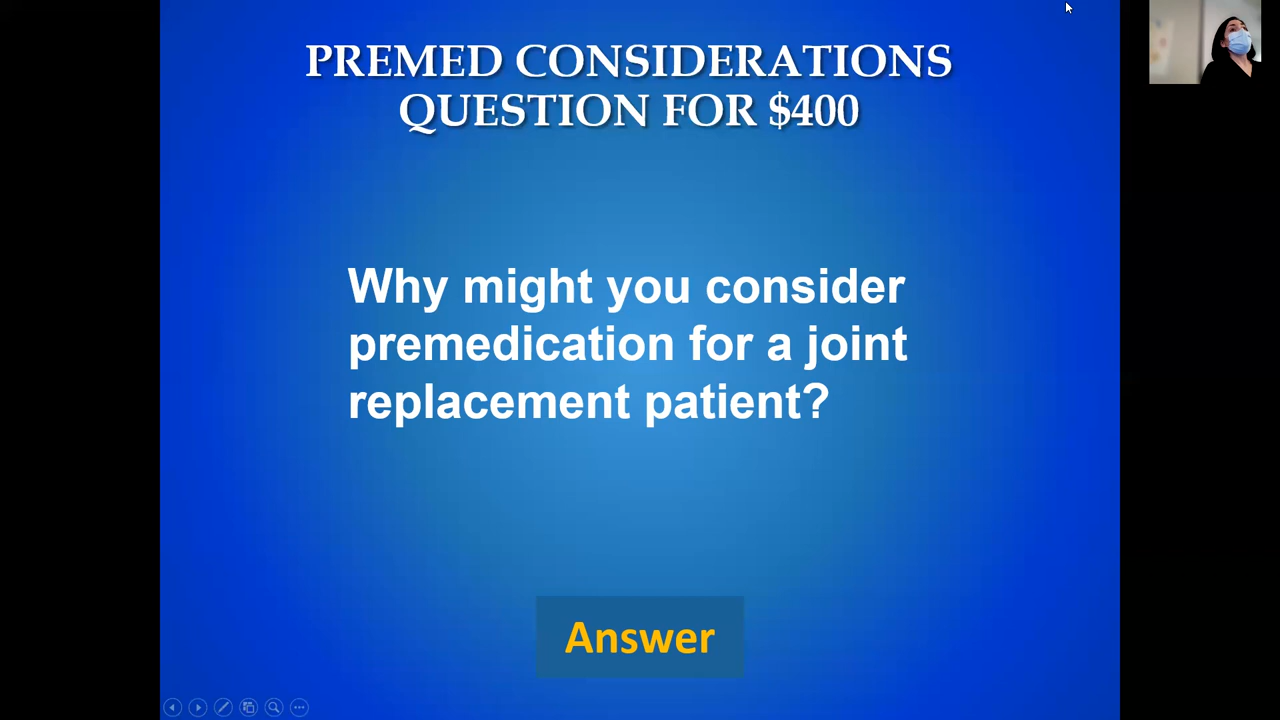 PREMED CONSIDERATIONS
QUESTION FOR $400
Why might you consider
premedication for a joint
replacement patient?
Answer